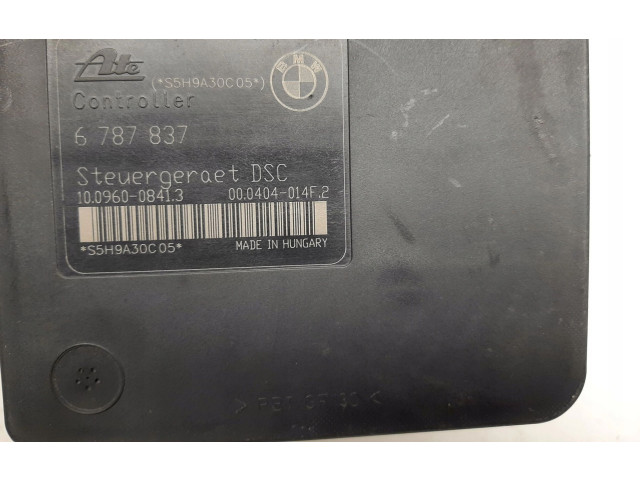 Ate (*S5H9A30C05*) BMW
Controller
6 787 837
Steuergeraet DSC
10.0960-0841.3 00.0404-014F.2
*S5H9A30C05* MADE IN HUNGARY